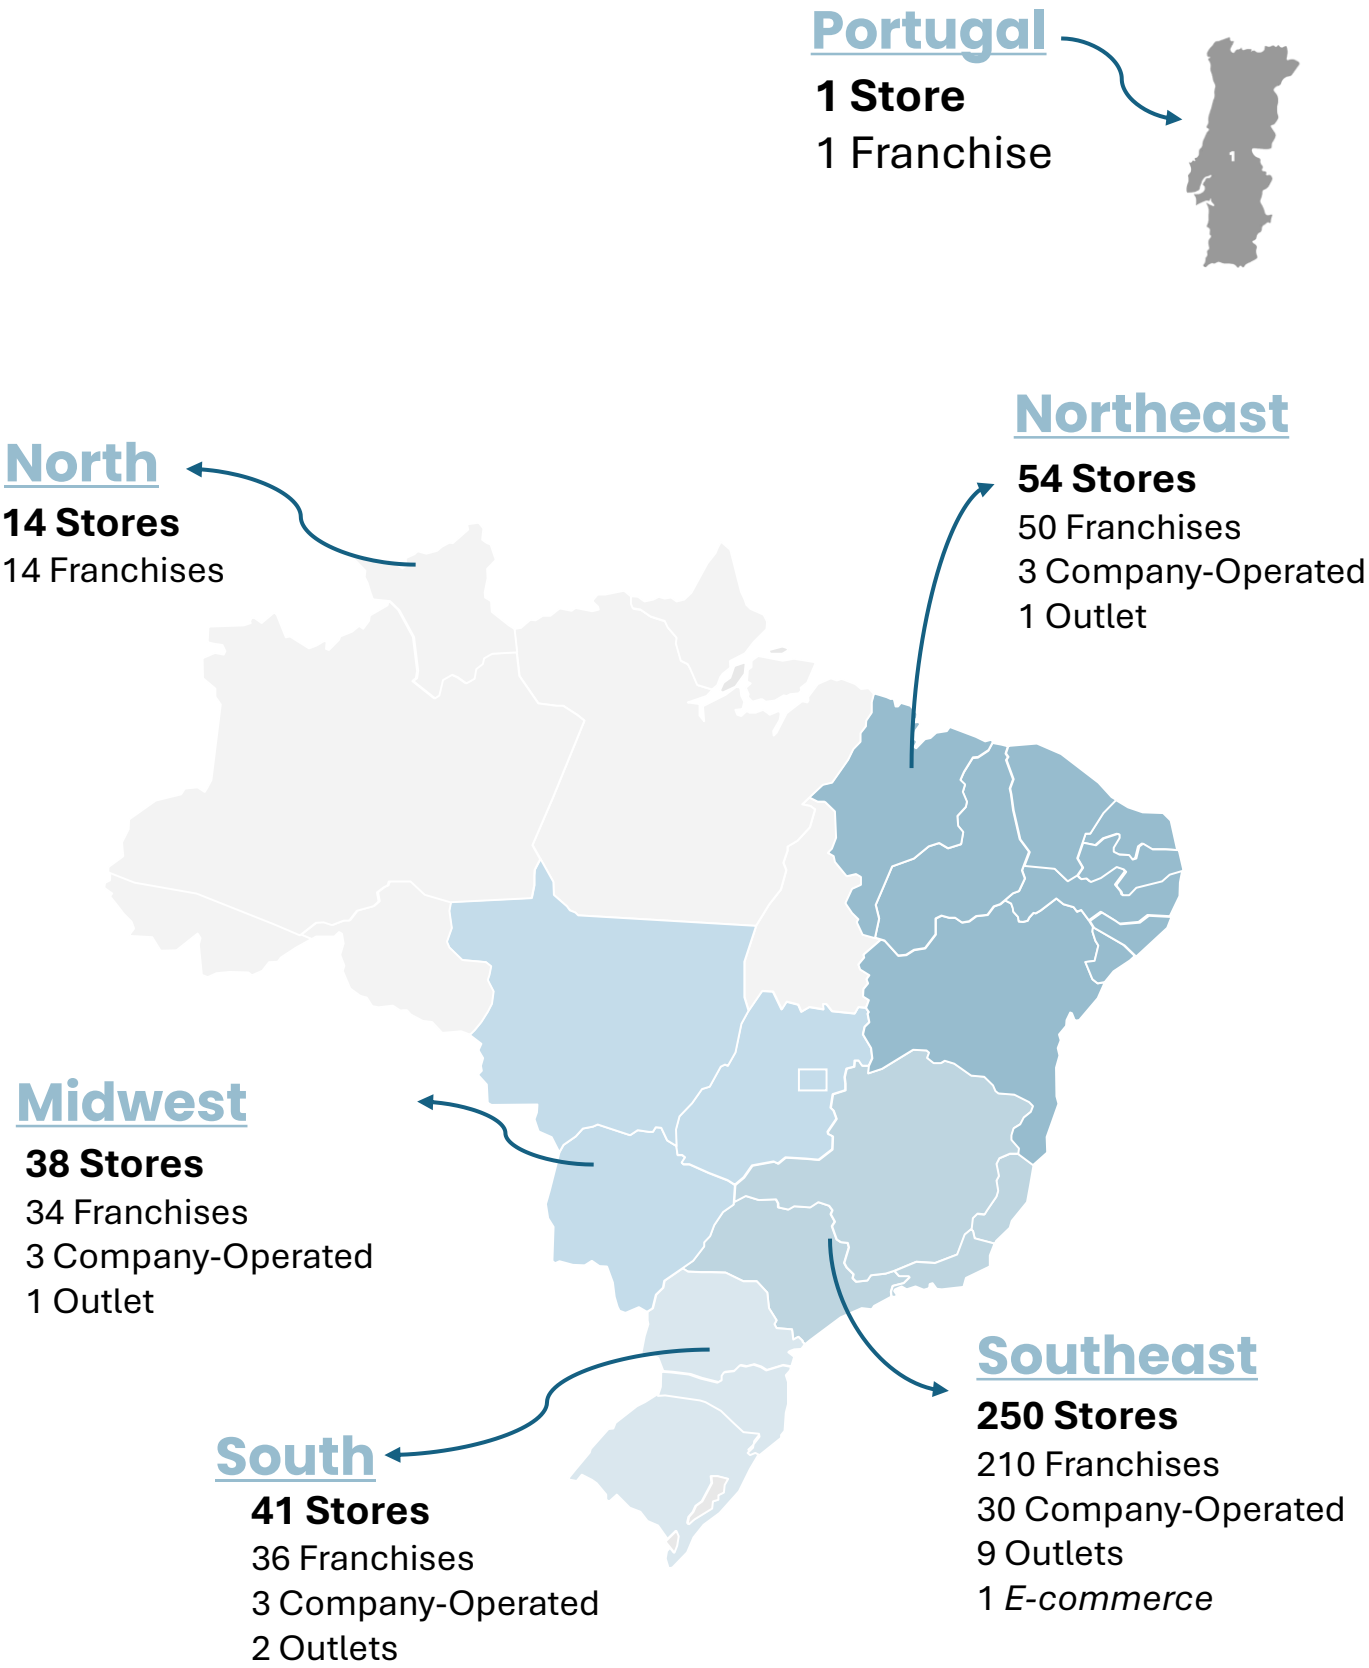 Portugal
1 Store
1 Franchise
Northeast
54 Stores
50 Franchises
3 Company-Operated
1 Outlet
North
14 Stores
14 Franchises
Midwest
38 Stores
34 Franchises
3 Company-Operated
1 Outlet
Southeast
250 Stores
210 Franchises
30 Company-Operated
9 Outlets
1 E-commerce
South
41 Stores
36 Franchises
3 Company-Operated
2 Outlets